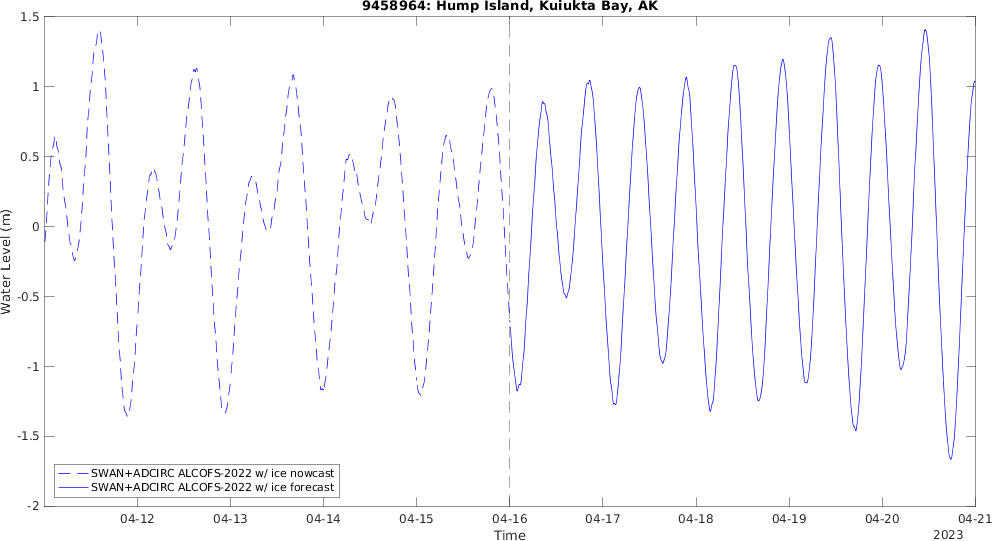 9458964: Hump Island, Kuiukta Bay, AK
1.5
1
0.5
0
-0.5
-1
-1.5
-2
Water Level (m)
SWAN+ADCIRC ALCOFS-2022 w/ ice nowcast
SWAN+ADCIRC ALCOFS-2022 w/ ice forecast
04-12 04-13 04-14 04-15 04-16 04-17 04-18 04-19 04-20 04-21
Time
2023